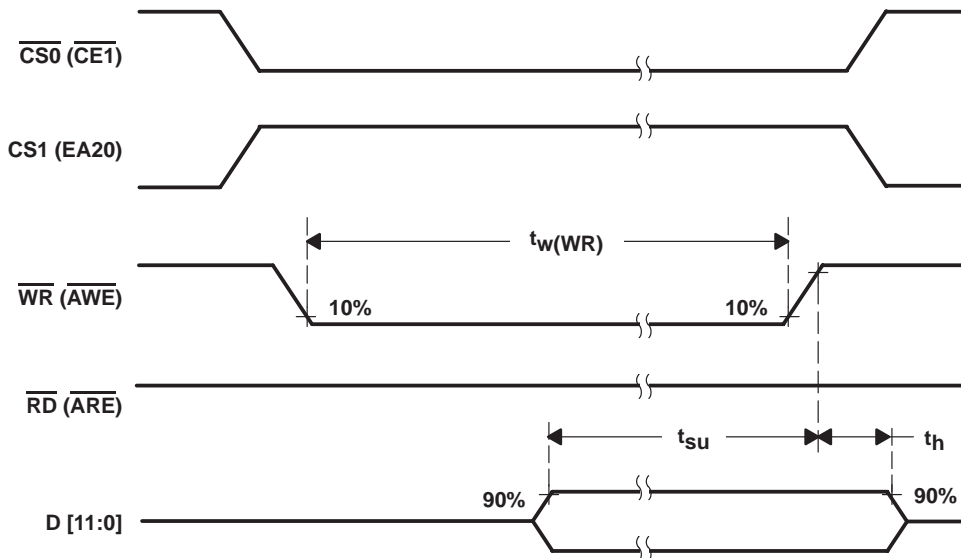 CS0 (CE1)
CS1 (EA20)
tw(WR)
WR (AWE)
10%
10%
RD (ARE)
tsu
th
90%
90%
D [11:0]